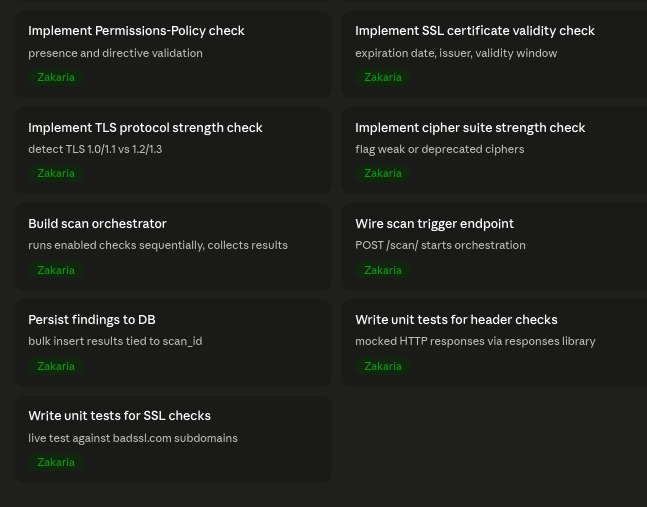 Implement Permissions-Policy check
presence and directive validation
Zakaria
Implement SSL certificate validity check
expiration date, issuer, validity window
Zakaria
Implement TLS protocol strength check
detect TLS 1.0/1.1 vs 1.2/1.3
Zakaria
Implement cipher suite strength check
flag weak or deprecated ciphers
Zakaria
Build scan orchestrator
runs enabled checks sequentially, collects results
Zakaria
Wire scan trigger endpoint
POST /scan/ starts orchestration
Zakaria
Persist findings to DB
bulk insert results tied to scan_id
Zakaria
Write unit tests for header checks
mocked HTTP responses via responses library
Zakaria
Write unit tests for SSL checks
live test against badssl.com subdomains
Zakaria